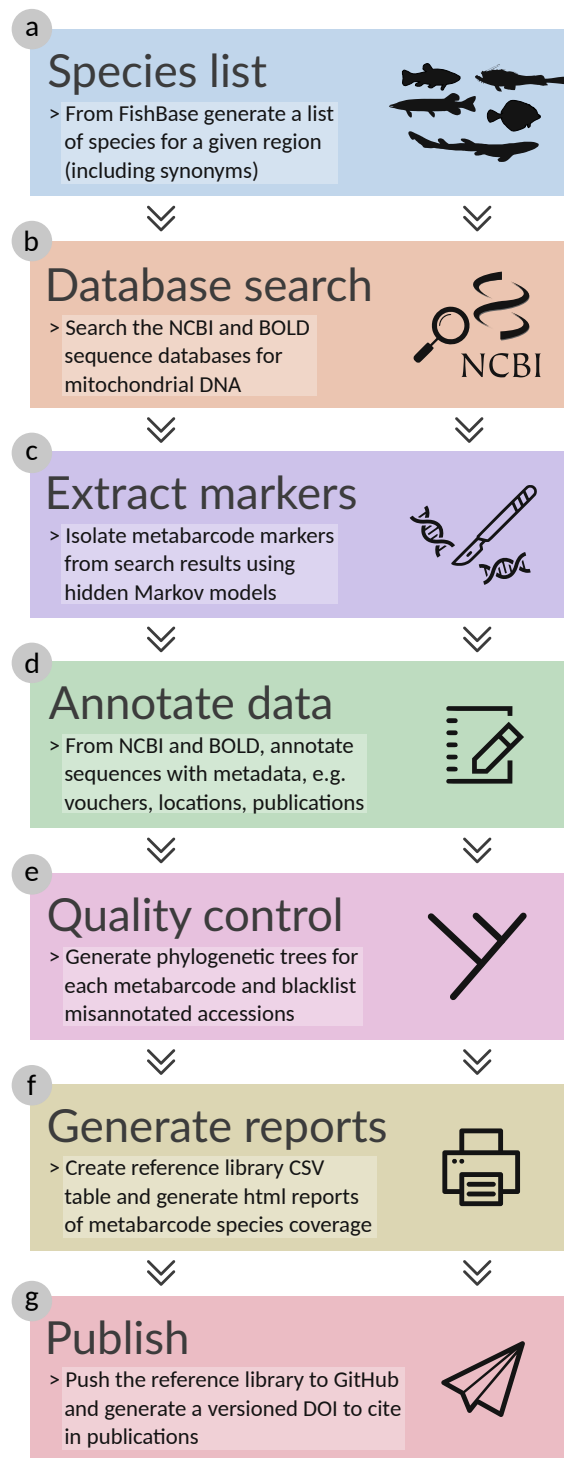 a
Species list
> From FishBase generate a list
of species for a given region
(including synonyms)
b
Database search
> Search the NCBI and BOLD
sequence databases for
mitochondrial DNA
NCBI
c
Extract markers
> Isolate metabarcode markers
from search results using
hidden Markov models
d
Annotate data
> From NCBI and BOLD, annotate
sequences with metadata, e.g.
vouchers, locations, publications
e
Quality control
> Generate phylogenetic trees for
each metabarcode and blacklist
misannotated accessions
f
Generate reports
> Create reference library CSV
table and generate html reports
of metabarcode species coverage
g
Publish
> Push the reference library to GitHub
and generate a versioned DOI to cite
in publications